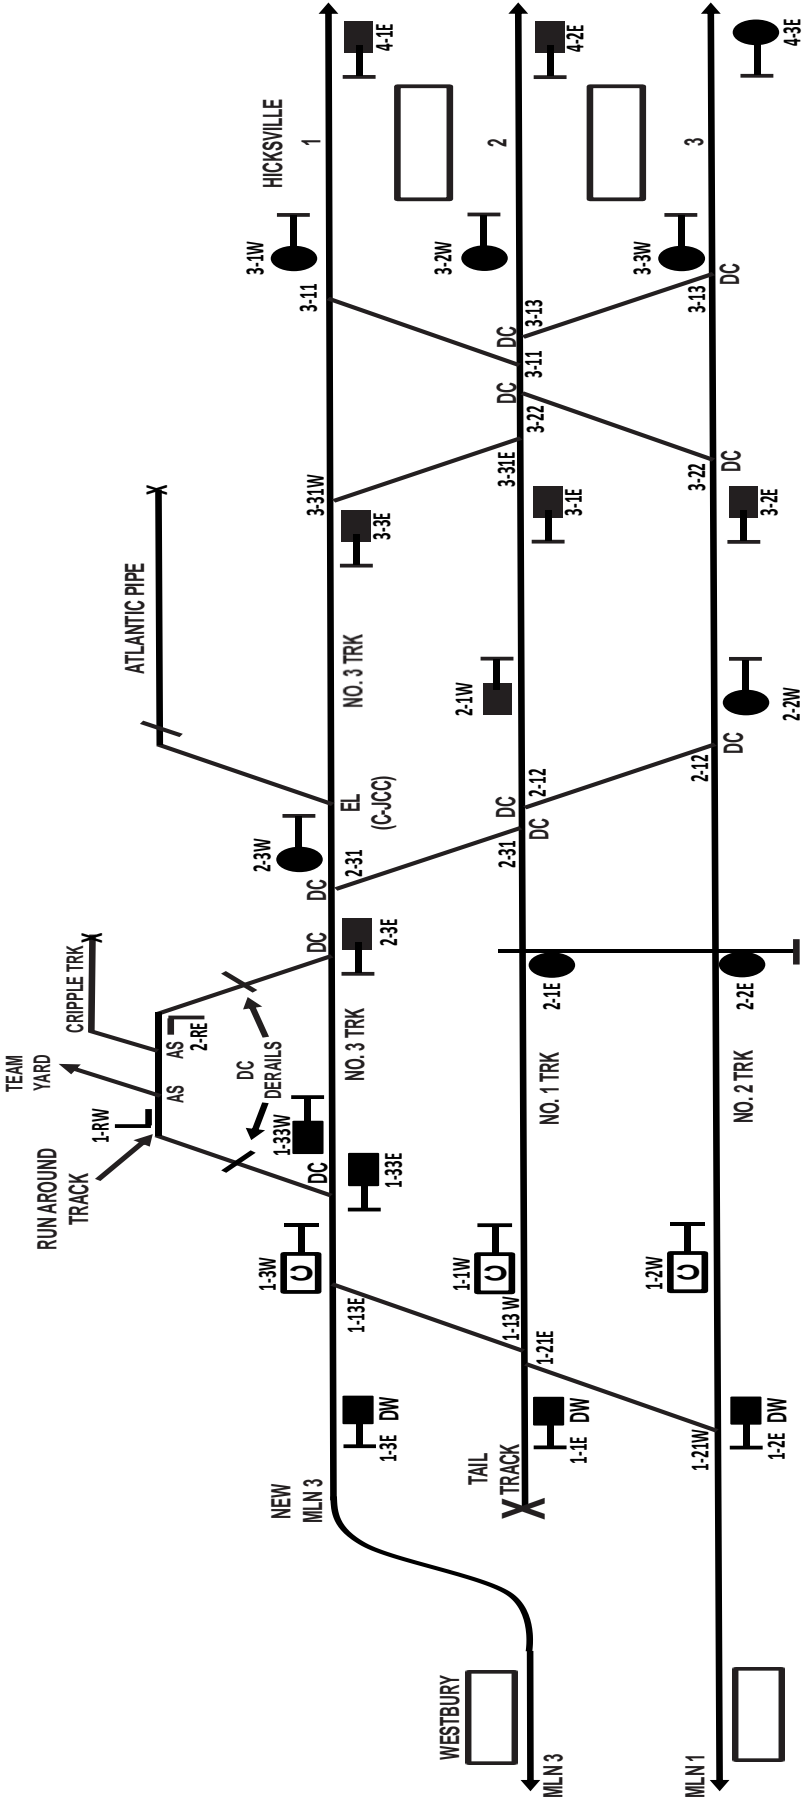 HICKSVILLE
1
4-1E
2
4-2E
3
4-3E
3-1W
3-2W
3-3W
3-11
3-13
DC
3-13
DC
3-11
DC
3-22
3-22
DC
3-31W
3-31E
3-3E
3-1E
3-2E
ATLANTIC PIPE
NO. 3 TRK
2-1W
2-2W
EL
(C-JCC)
2-12
DC
2-12
DC
2-3W
2-31
DC
2-31
DC
CRIPPLE TRK
DC
2-3E
2-1E
2-2E
TEAM
YARD
AS
2-RE
AS
DC
DERAILS
NO. 3 TRK
NO. 1 TRK
NO. 2 TRK
1-RW
RUN AROUND
TRACK
1-33W
DC
1-33E
1-3W
C
1-1W
C
1-2W
C
1-13E
1-13 W
1-21E
1-21W
1-3E DW
1-1E DW
1-2E DW
NEW
MLN 3
TAIL
TRACK
WESTBURY
MLN 3
MLN 1